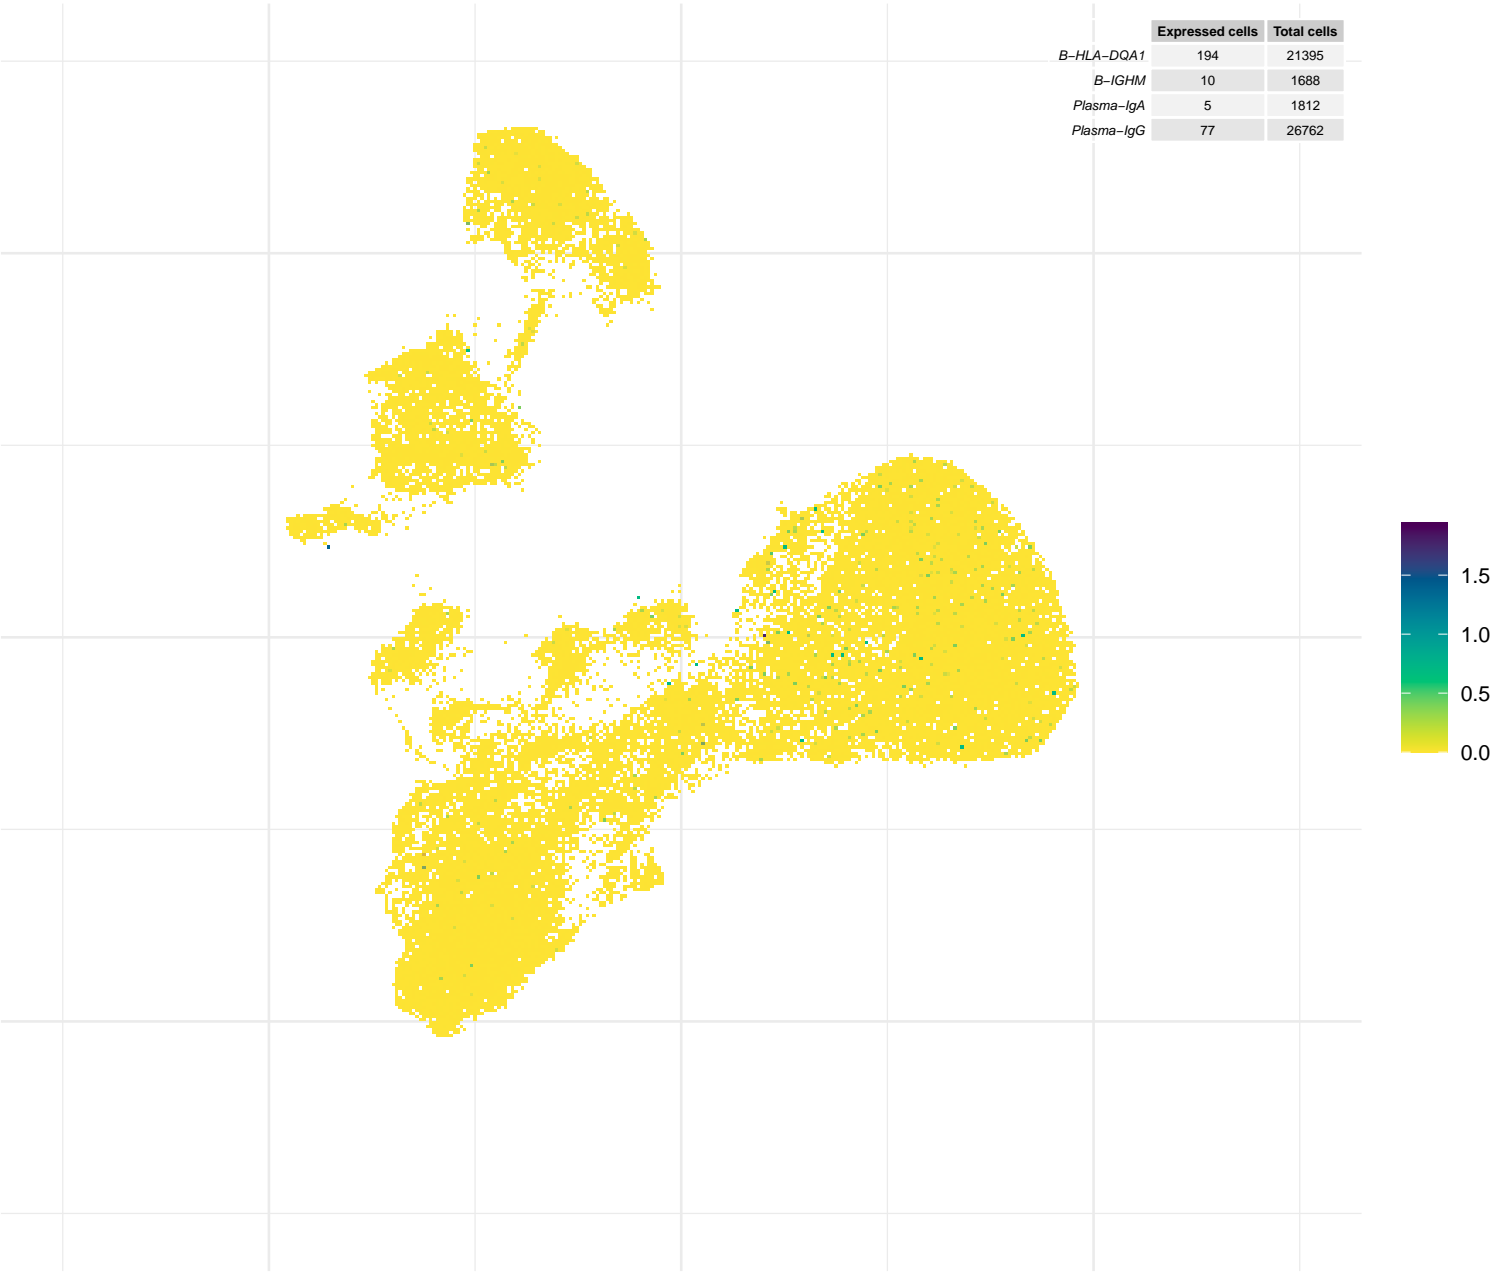 Expressed cells Total cells
B−HLA−DQA1 194 21395
B−IGHM 10 1688
Plasma−IgA 5 1812
Plasma−IgG 77 26762
1.5
1.0
0.5
0.0